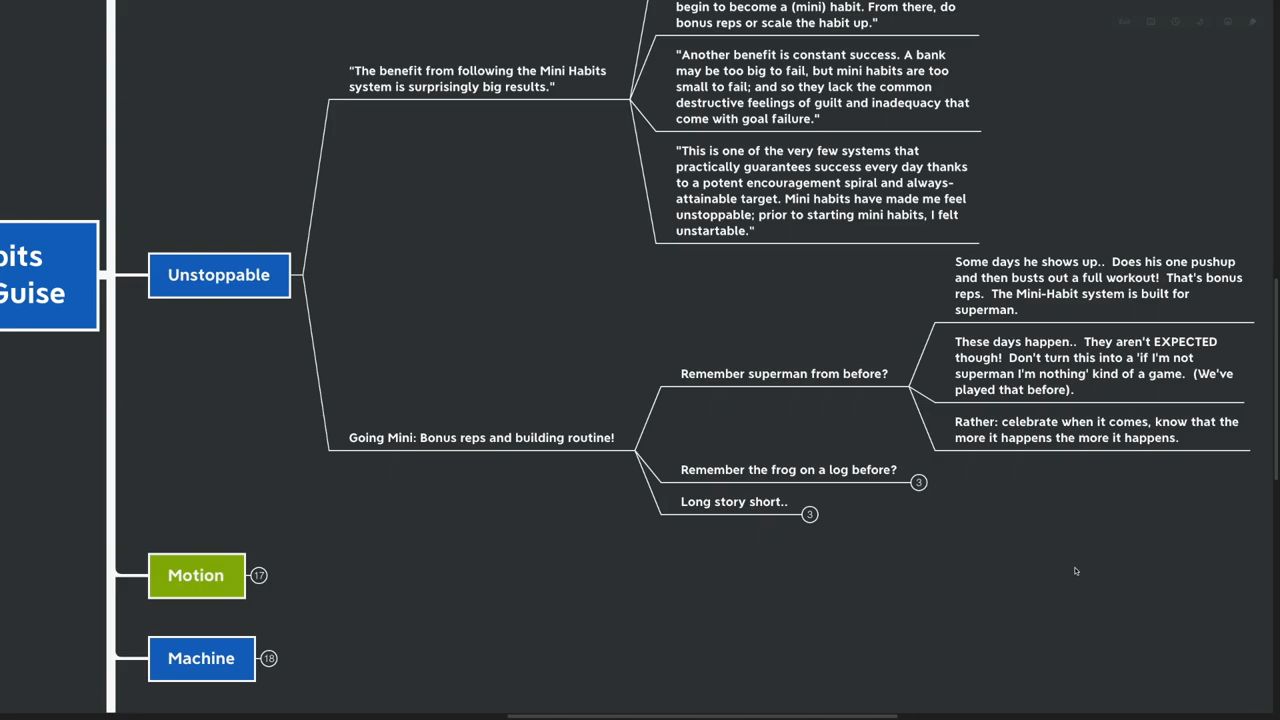 begin to become a (mini) habit. From there, do
bonus reps or scale the habit up."
"The benefit from following the Mini Habits
system is surprisingly big results."
"Another benefit is constant success. A bank
may be too big to fail, but mini habits are too
small to fail; and so they lack the common
destructive feelings of guilt and inadequacy that
come with goal failure."
"This is one of the very few systems that
practically guarantees success every day thanks
to a potent encouragement spiral and always-
attainable target. Mini habits have made me feel
unstoppable; prior to starting mini habits, I felt
unstartable."
bits
Guise
Unstoppable
Some days he shows up.. Does his one pushup
and then busts out a full workout! That's bonus
reps. The Mini-Habit system is built for
superman.
These days happen.. They aren't EXPECTED
though! Don't turn this into a 'if I'm not
superman I'm nothing' kind of a game. (We've
played that before).
Remember superman from before?
Rather: celebrate when it comes, know that the
more it happens the more it happens.
Going Mini: Bonus reps and building routine!
Remember the frog on a log before?
3
Long story short..
3
Motion
17
Machine
18